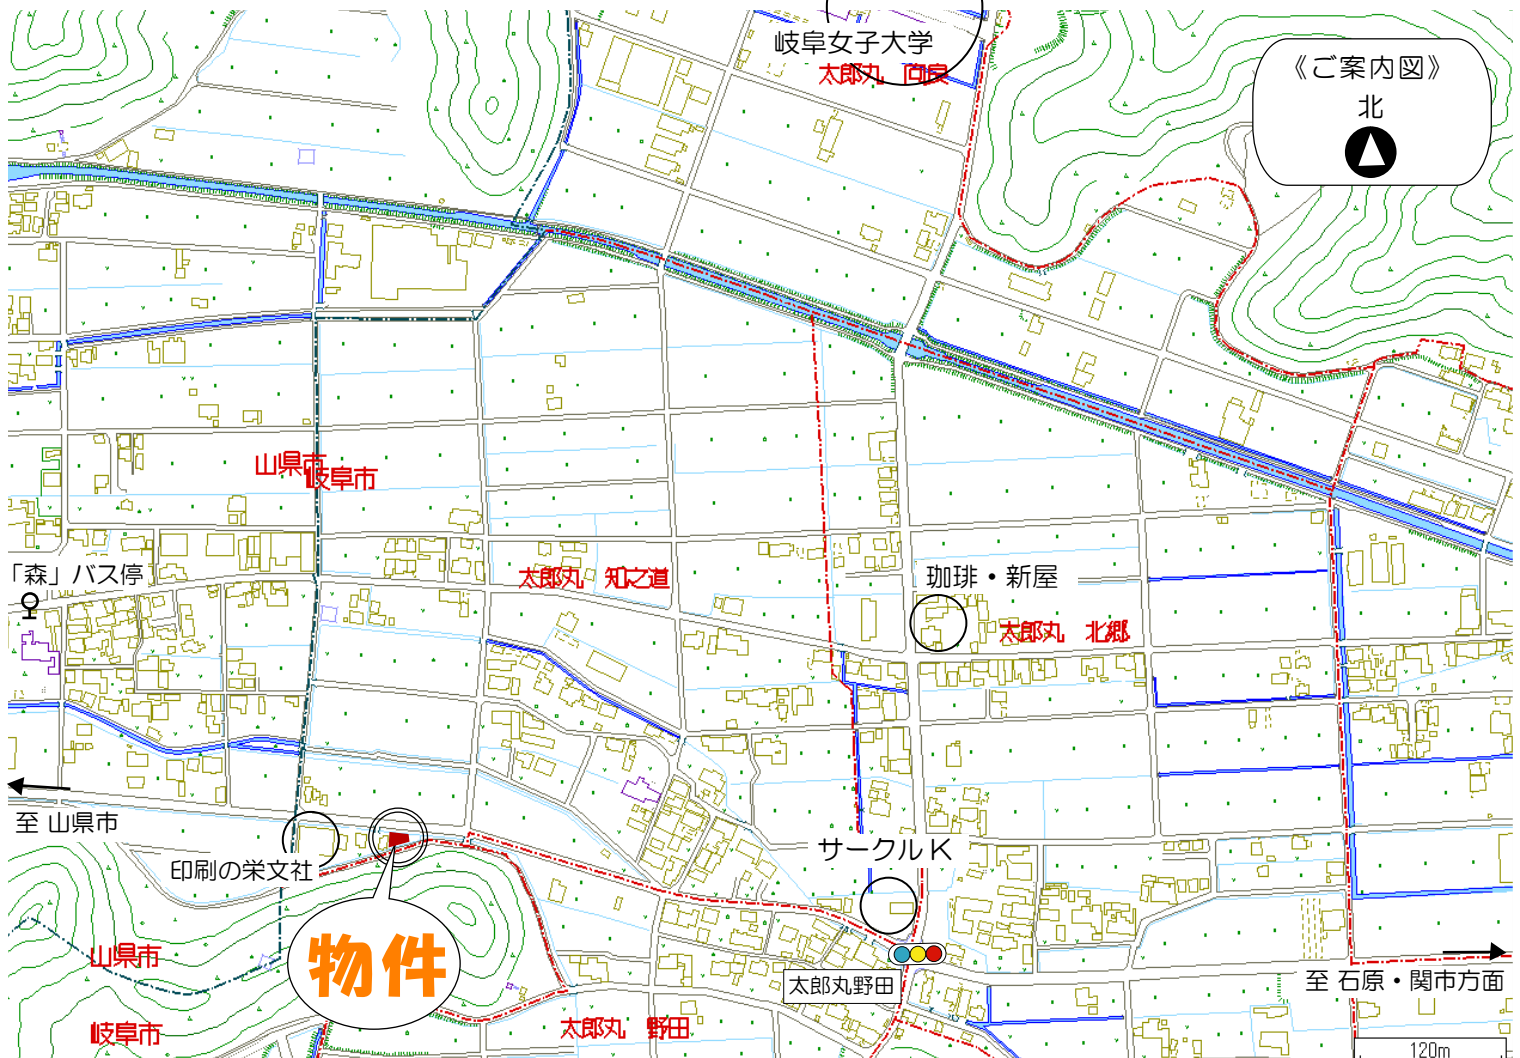 岐阜女子大学
太郎丸 向良
《ご案内図》
北
山県市
岐阜市
「森」バス停
太郎丸 知之道
珈琲・新屋
太郎丸 北郷
至 山県市
印刷の栄文社
サークルK
物件
山県市
岐阜市
太郎丸野田
太郎丸 野田
至 石原・関市方面
120m